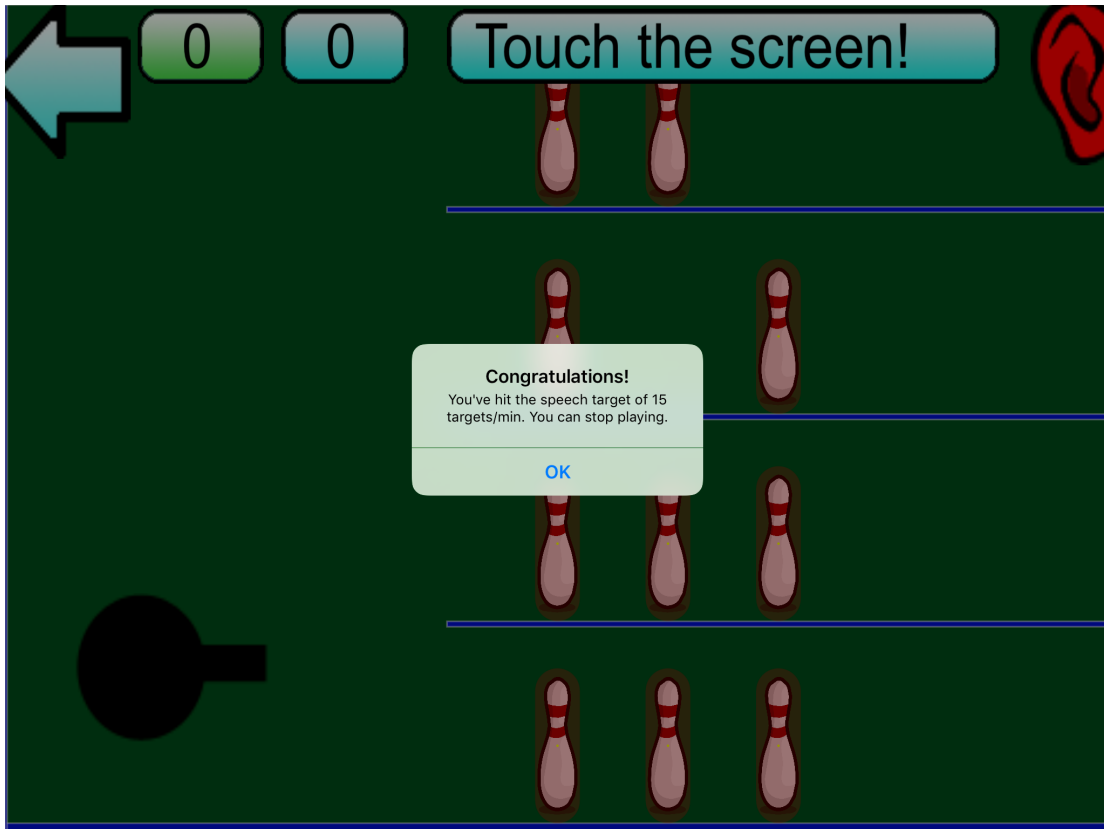 0
0
Touch the screen!
Congratulations!
You've hit the speech target of 15
targets/min. You can stop playing.
OK